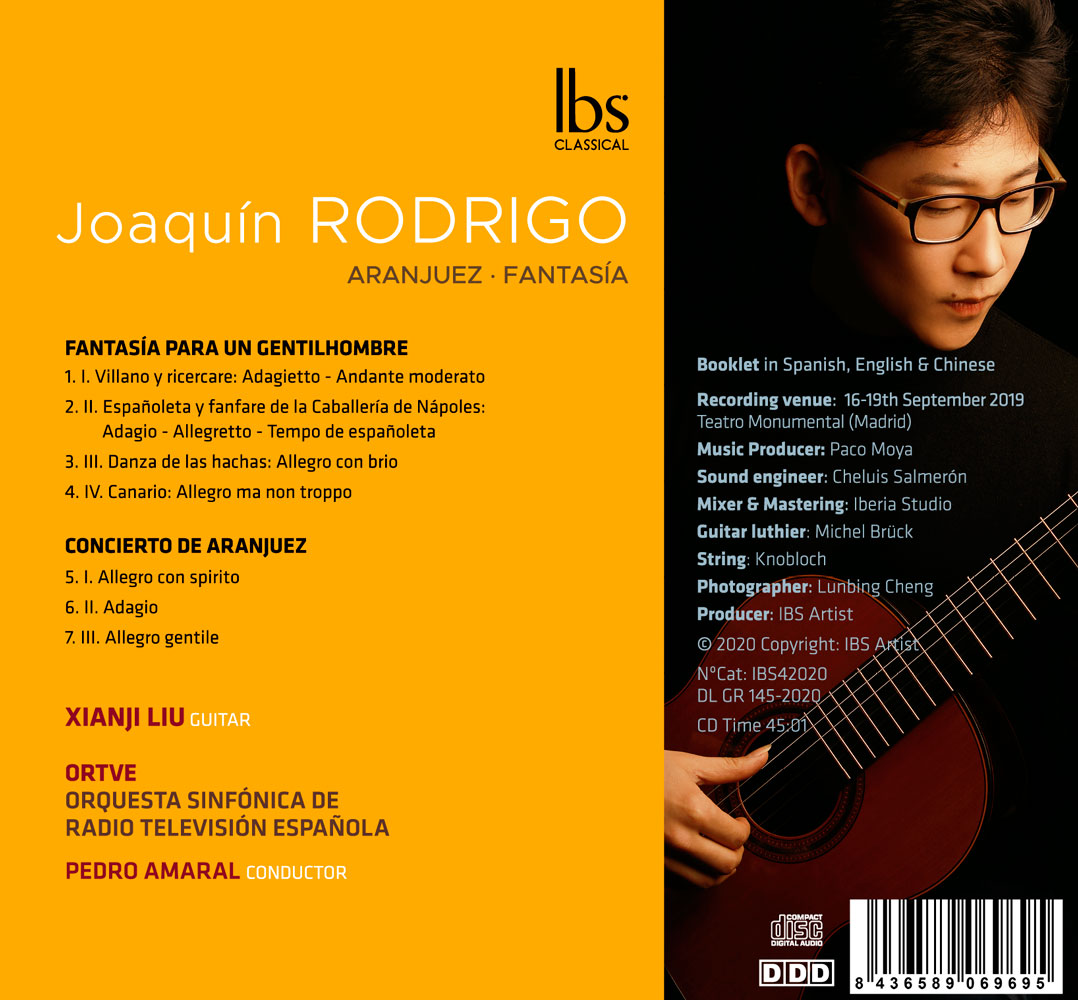 Ibs
CLASSICAL
Joaquín RODRIGO
ARANJUEZ · FANTASÍA
FANTASÍA PARA UN GENTILHOMBRE
1. I. Villano y ricercare: Adagietto - Andante moderato
2. II. Españoleta y fanfare de la Caballería de Nápoles:
Adagio - Allegretto - Tempo de españoleta
3. III. Danza de las hachas: Allegro con brio
4. IV. Canario: Allegro ma non troppo
CONCIERTO DE ARANJUEZ
5. I. Allegro con spirito
6. II. Adagio
7. III. Allegro gentile
XIANJI LIU GUITAR
ORTVE
ORQUESTA SINFÓNICA DE
RADIO TELEVISIÓN ESPAÑOLA
PEDRO AMARAL CONDUCTOR
Booklet in Spanish, English & Chinese
Recording venue: 16-19th September 2019
Teatro Monumental (Madrid)
Music Producer: Paco Moya
Sound engineer: Cheluis Salmerón
Mixer & Mastering: Iberia Studio
Guitar luthier: Michel Brück
String: Knobloch
Photographer: Lunbing Cheng
Producer: IBS Artist
© 2020 Copyright: IBS Artist
NºCat: IBS42020
DL GR 145-2020
CD Time 45:01
COMPACT
disc
DIGITAL AUDIO
DDD
8 436589 069695